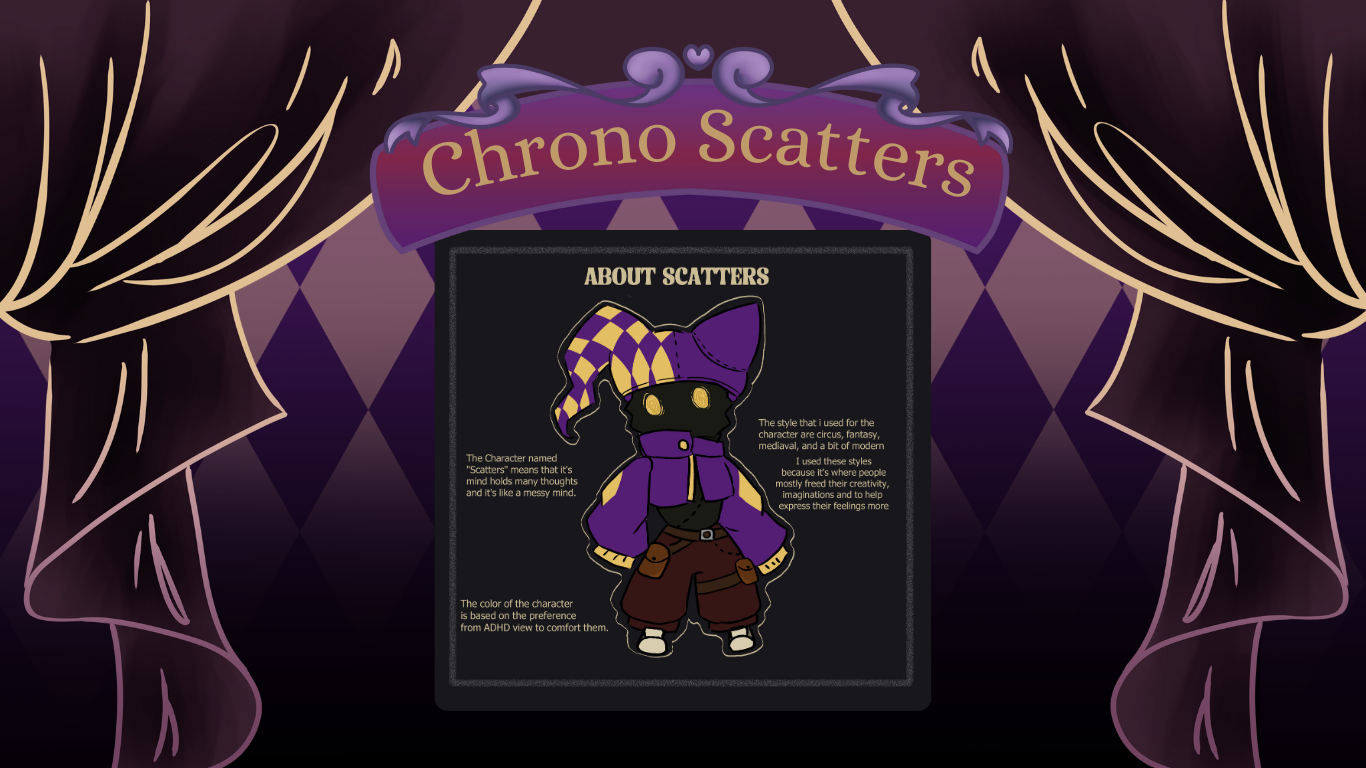 Chrono Scatters
ABOUT SCATTERS
The style that i used for the
character are circus, fantasy,
mediaval, and a bit of modern
I used these styles
because it's where people
mostly freed their creativity,
imaginations and to help
express their feelings more
The Character named
"Scatters" means that it's
mind holds many thoughts
and it's like a messy mind.
The color of the character
is based on the preference
from ADHD view to comfort them.